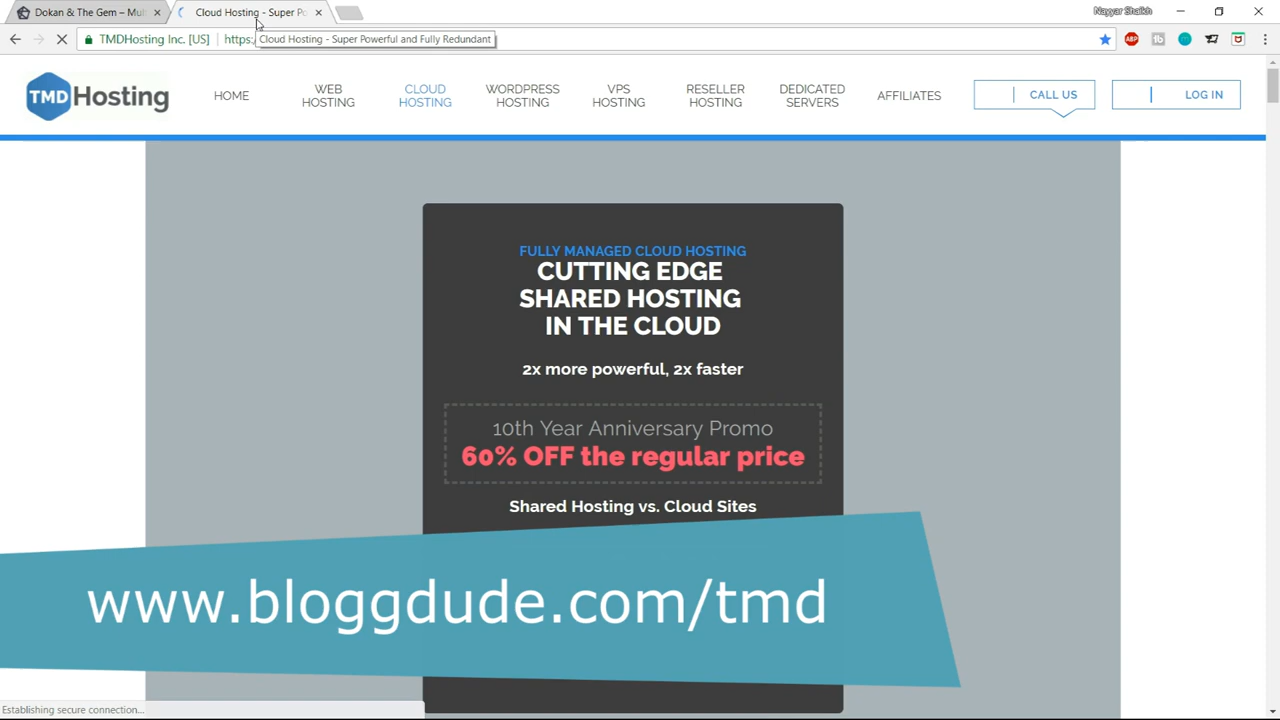 Dokan & The Gem – Mul
Cloud Hosting - Super Po
Nayyar Shaikh
TMDHosting Inc. [US]
https:
Cloud Hosting - Super Powerful and Fully Redundant
ABP
TMDHosting
HOME
WEB
HOSTING
CLOUD
HOSTING
WORDPRESS
HOSTING
VPS
HOSTING
RESELLER
HOSTING
DEDICATED
SERVERS
AFFILIATES
CALL US
LOG IN
FULLY MANAGED CLOUD HOSTING
CUTTING EDGE
SHARED HOSTING
IN THE CLOUD
2x more powerful, 2x faster
10th Year Anniversary Promo
60% OFF the regular price
Shared Hosting vs. Cloud Sites
www.bloggdude.com/tmd
Establishing secure connection...